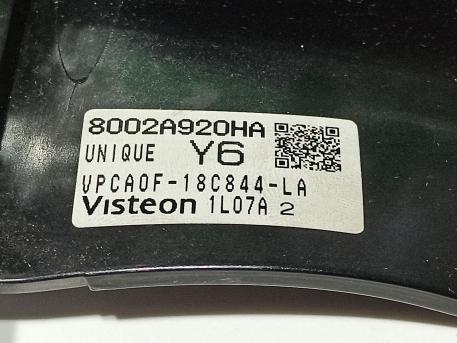 8002A920HA
UNIQUE Y6
VPCA0F-18C844-LA
Visteon 1L07A 2